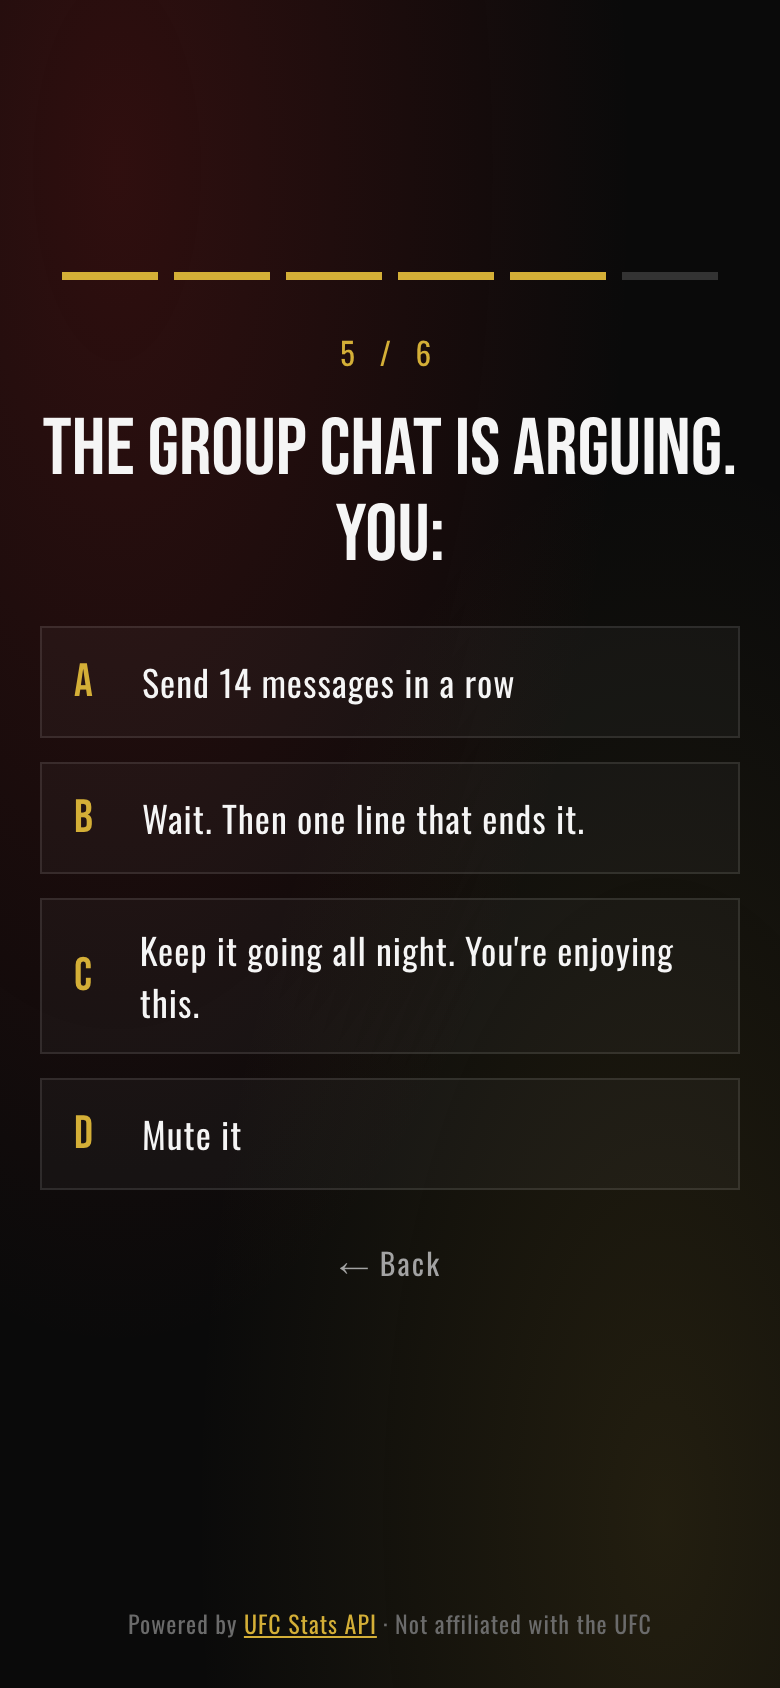 5 / 6
THE GROUP CHAT IS ARGUING.
YOU:
A Send 14 messages in a row
B Wait. Then one line that ends it.
C Keep it going all night. You're enjoying
this.
D Mute it
← Back
Powered by UFC Stats API · Not affiliated with the UFC